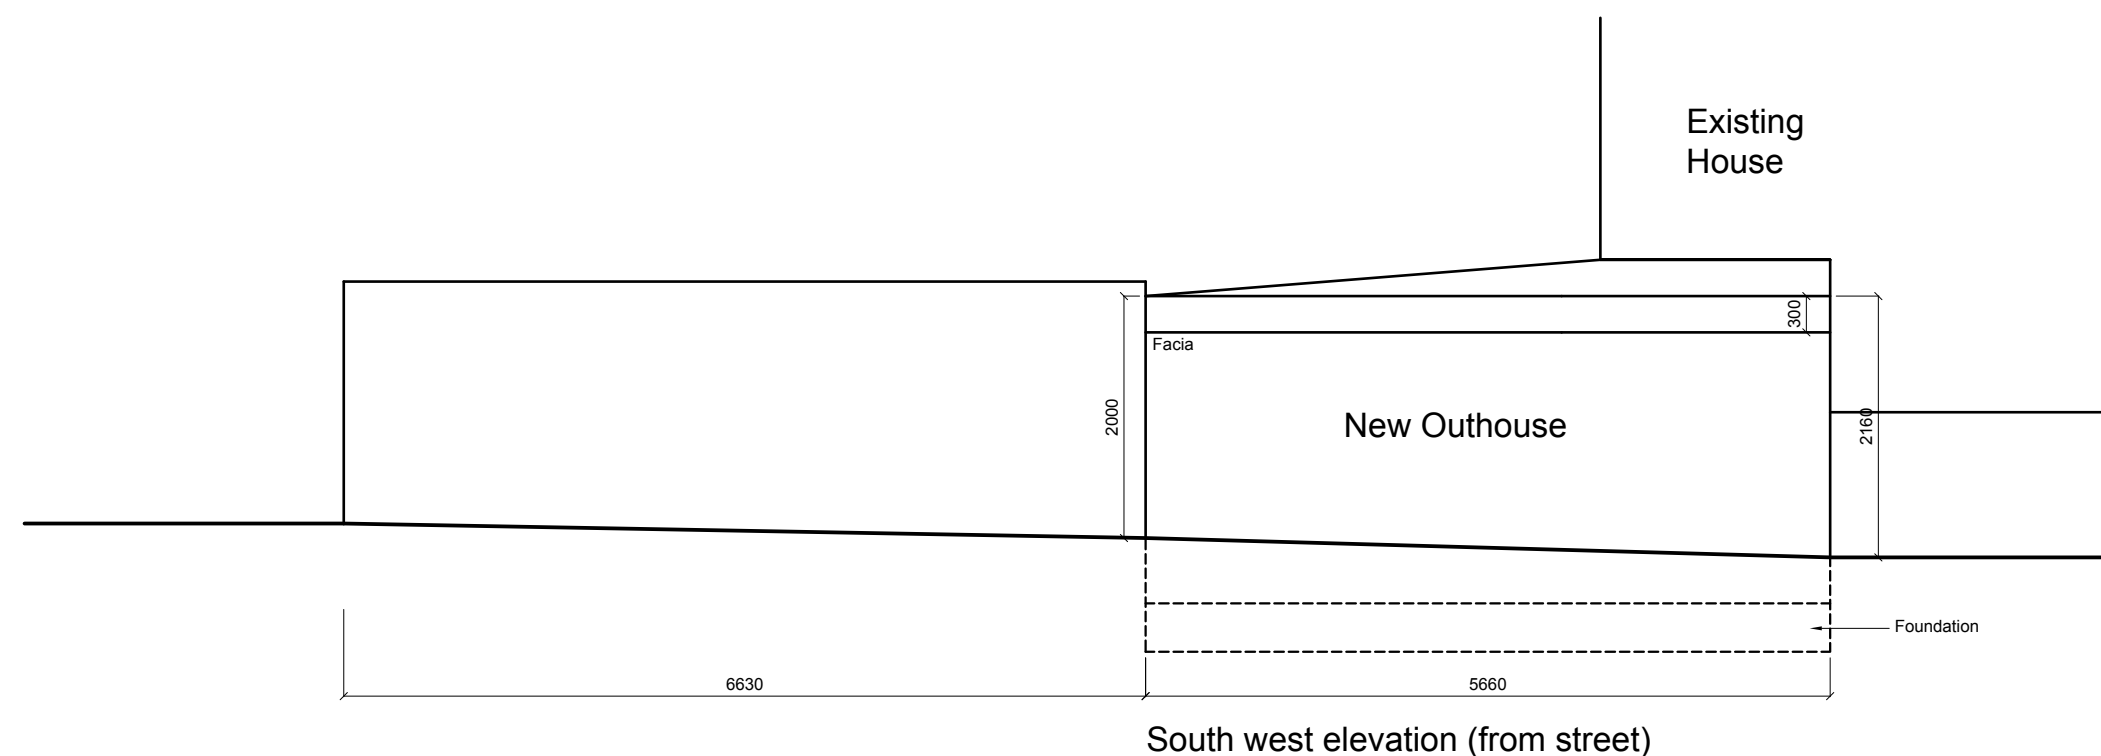 Existing
House
300
Facia
2000
New Outhouse
2160
Foundation
6630
5660
South west elevation (from street)